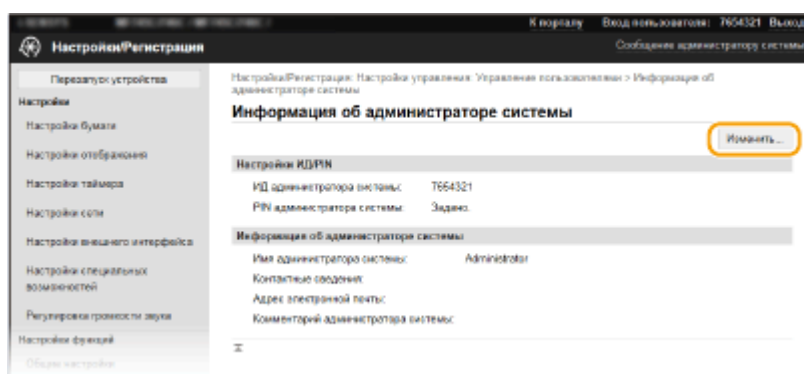 К порталу Вход пользователя: 7654321 Выход
Настройки/Регистрация
Сообщение администратору системы
Перезапуск устройства
Настройки
Настройки бумаги
Настройки отображения
Настройки таймера
Настройки сети
Настройки внешнего интерфейса
Настройки специальных
возможностей
Регулировка громкости звука
Настройки функций
Общие настройки
Настройки/Регистрация: Настройки управления: Управление пользователями > Информация об
администраторе системы
Информация об администраторе системы
Изменить...
Настройки ИД/PIN
ИД администратора системы: 7654321
PIN администратора системы: Задано.
Информация об администраторе системы
Имя администратора системы: Administrator
Контактные сведения:
Адрес электронной почты:
Комментарий администратора системы: